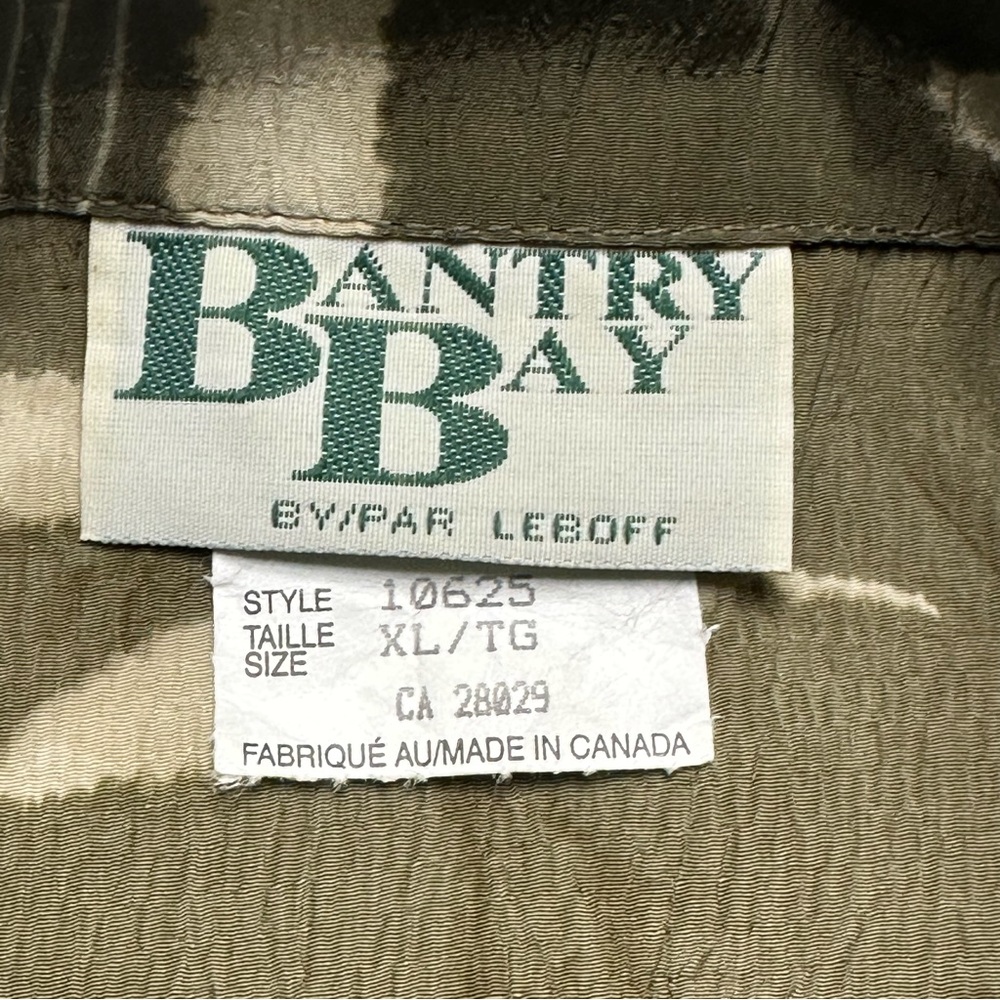 BANTRY
BAY
BY/PAR LEBOFF
STYLE 10625
TAILLE XL/TG
SIZE
CA 28029
FABRIQUÉ AU/MADE IN CANADA